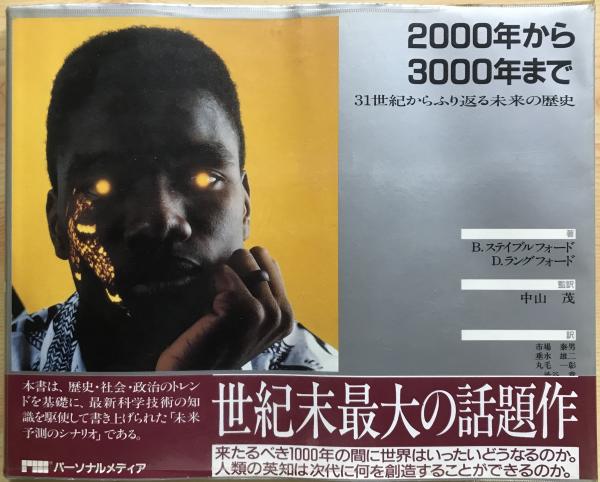 2000年から
3000年まで
31世紀からふり返る未来の歴史
著
B.ステイブルフォード
D.ラングフォード
監訳
中山 茂
訳
市場 泰男
垂水 雄二
丸毛 一彰
本書は、歴史・社会・政治のトレン
ドを基礎に、最新科学技術の知
識を駆使して書き上げられた「未来
予測のシナリオ」である。
世紀末最大の話題作
来たるべき1000年の間に世界はいったいどうなるのか。
人類の英知は次代に何を創造することができるのか。
パーソナルメディア